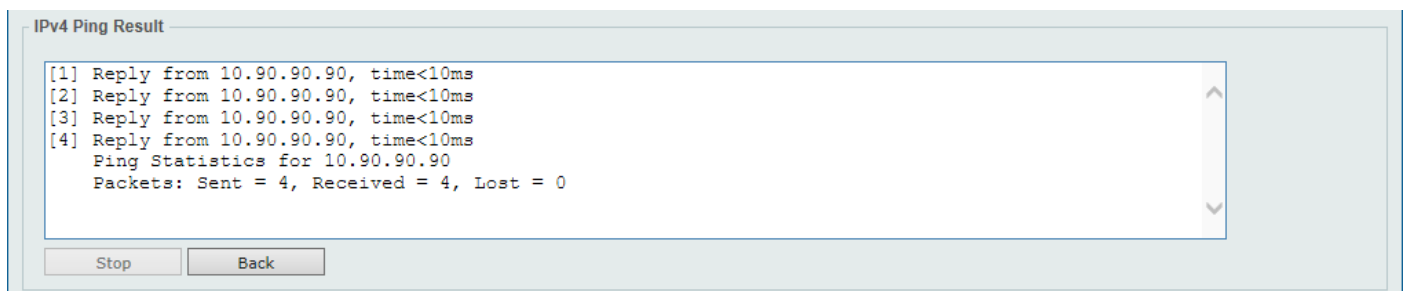 IPv4 Ping Result
[1] Reply from 10.90.90.90, time<10ms
[2] Reply from 10.90.90.90, time<10ms
[3] Reply from 10.90.90.90, time<10ms
[4] Reply from 10.90.90.90, time<10ms
Ping Statistics for 10.90.90.90
Packets: Sent = 4, Received = 4, Lost = 0
Stop Back